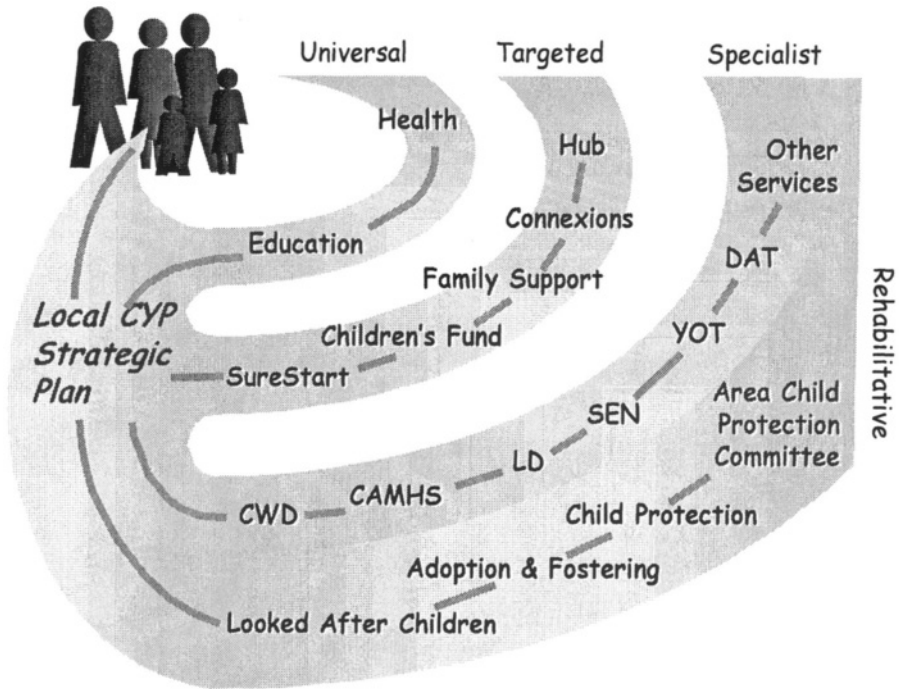 Universal
Targeted
Specialist
Health
Hub
Other
Services
Education
Connexions
DAT
Family Support
Rehabilitative
Local CYP
Strategic
Plan
Children's Fund
YOT
SureStart
SEN
Area Child
Protection
Committee
LD
CAMHS
CWD
Child Protection
Adoption & Fostering
Looked After Children